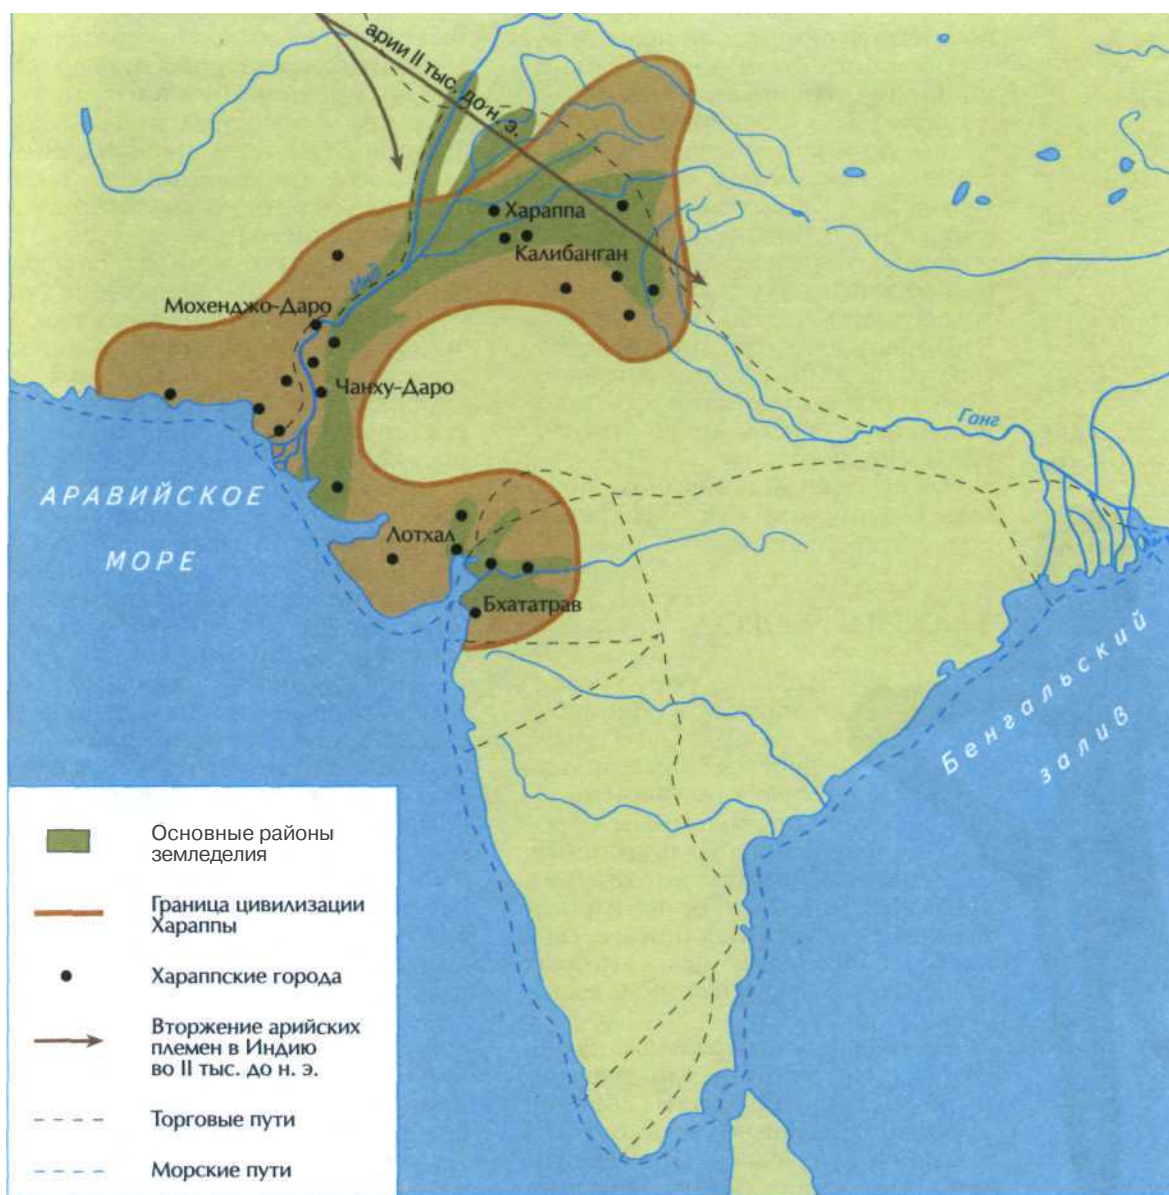 арии II тыс. до н. э.
Хараппа
Калибанган
Инд
Мохенджо-Даро
Чанху-Даро
Ганг
АРАВИЙСКОЕ
МОРЕ
Лотхал
Бхататрав
Бенгальский
залив
Основные районы
земледелия
Граница цивилизации
Хараппы
Хараппские города
Вторжение арийских
племен в Индию
во II тыс. до н. э.
Торговые пути
Морские пути